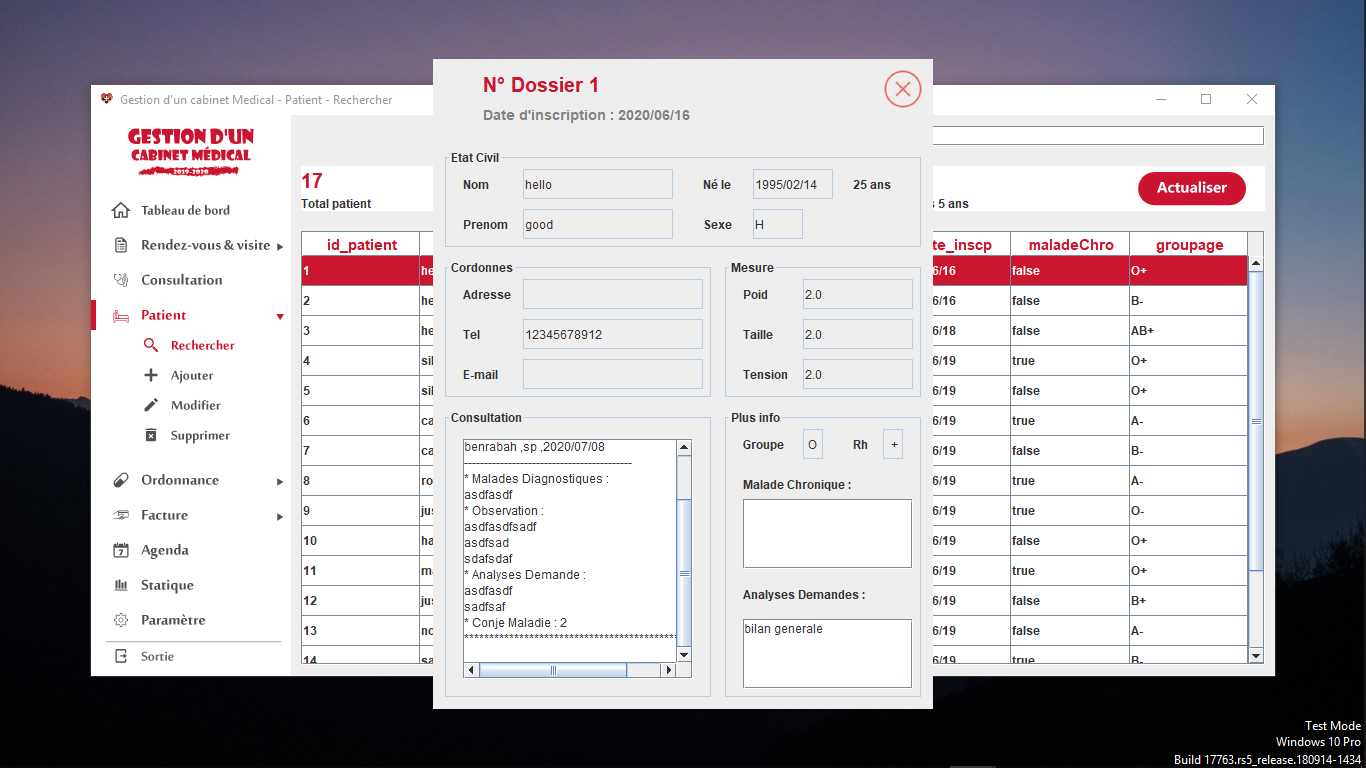 Gestion d'un cabinet Medical - Patient - Rechercher
GESTION D'UN
CABINET MÉDICAL
2019-2020
Tableau de bord
Rendez-vous & visite
Consultation
Patient
Rechercher
Ajouter
Modifier
Supprimer
Ordonnance
Facture
7
Agenda
Statique
Paramètre
Sortie
17
Total patient
s 5 ans
Actualiser
id_patient te_inscp maladeChro groupage
1 he 6/16 false O+
2 he 6/16 false B-
3 he 6/18 false AB+
4 sil 6/19 true O+
5 sil 6/19 false O+
6 ca 6/19 true A-
7 ca 6/19 false B-
8 ro 6/19 true A-
9 jus 6/19 true O-
10 ha 6/19 false O+
11 ma 6/19 true O+
12 jus 6/19 false B+
13 no 6/19 false A-
14 sa 6/19 true B-
N° Dossier 1
Date d'inscription : 2020/06/16
Etat Civil
Nom hello Né le 1995/02/14 25 ans
Prenom good Sexe H
Cordonnes
Adresse
Tel 12345678912
E-mail
Mesure
Poid 2.0
Taille 2.0
Tension 2.0
Consultation
benrabah ,sp ,2020/07/08
------------------------------------------
* Malades Diagnostiques :
asdfasdf
* Observation :
asdfasdfsadf
asdfsad
sdafsdaf
* Analyses Demande :
asdfasdf
sadfsaf
* Conje Maladie : 2
*******************************************
Plus info
Groupe O Rh +
Malade Chronique :
Analyses Demandes :
bilan generale
Test Mode
Windows 10 Pro
Build 17763.rs5_release.180914-1434